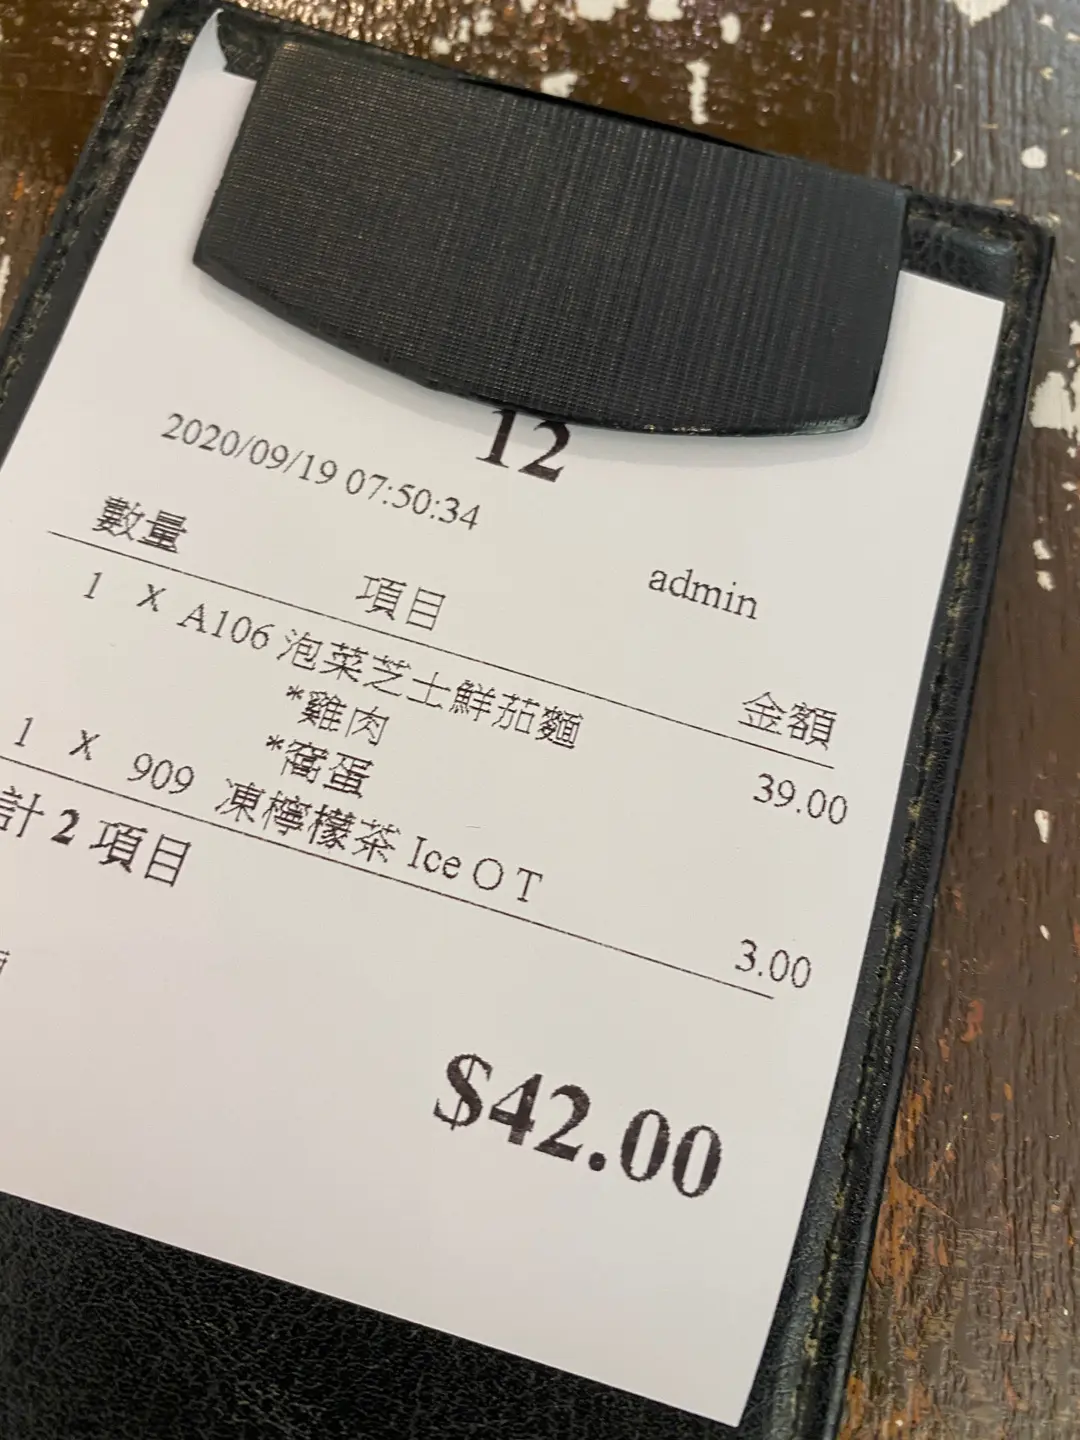 12
2020/09/19 07:50:34
admin
數量 項目 金額
1 X A106 泡菜芝士鮮茄麵 39.00
*雞肉
*窩蛋
1 X 909 凍檸檬茶 Ice O T 3.00
計 2 項目
$42.00